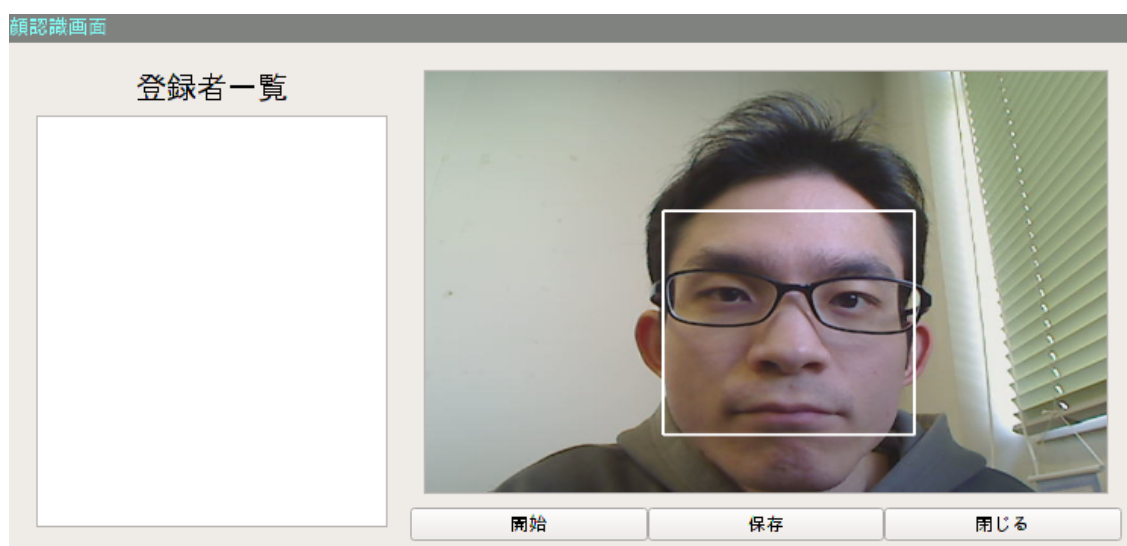 顔認識画面
登録者一覧
開始
保存
閉じる